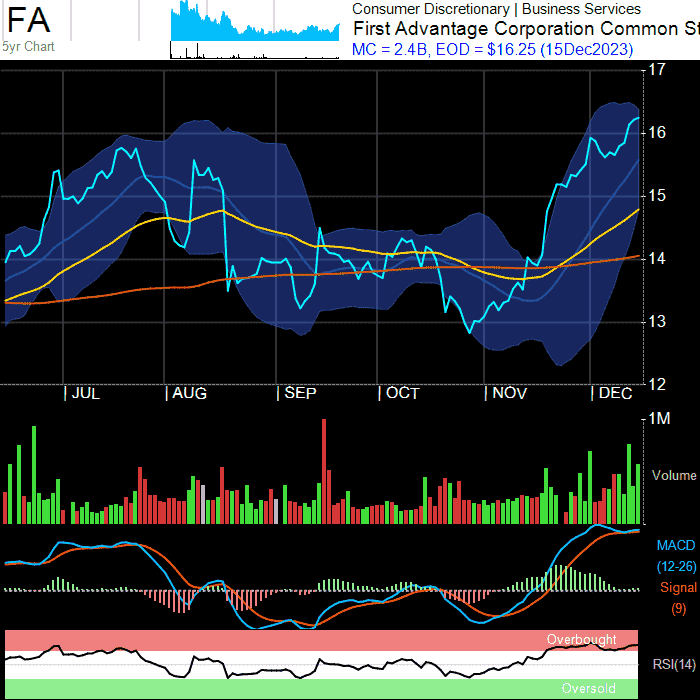 FA
5yr Chart
Consumer Discretionary | Business Services
First Advantage Corporation Common St
MC = 2.4B, EOD = $16.25 (15Dec2023)
17
16
15
14
13
12
| JUL | AUG | SEP | OCT | NOV | DEC
1M
Volume
MACD
(12-26)
Signal
(9)
Overbought
RSI(14)
Oversold